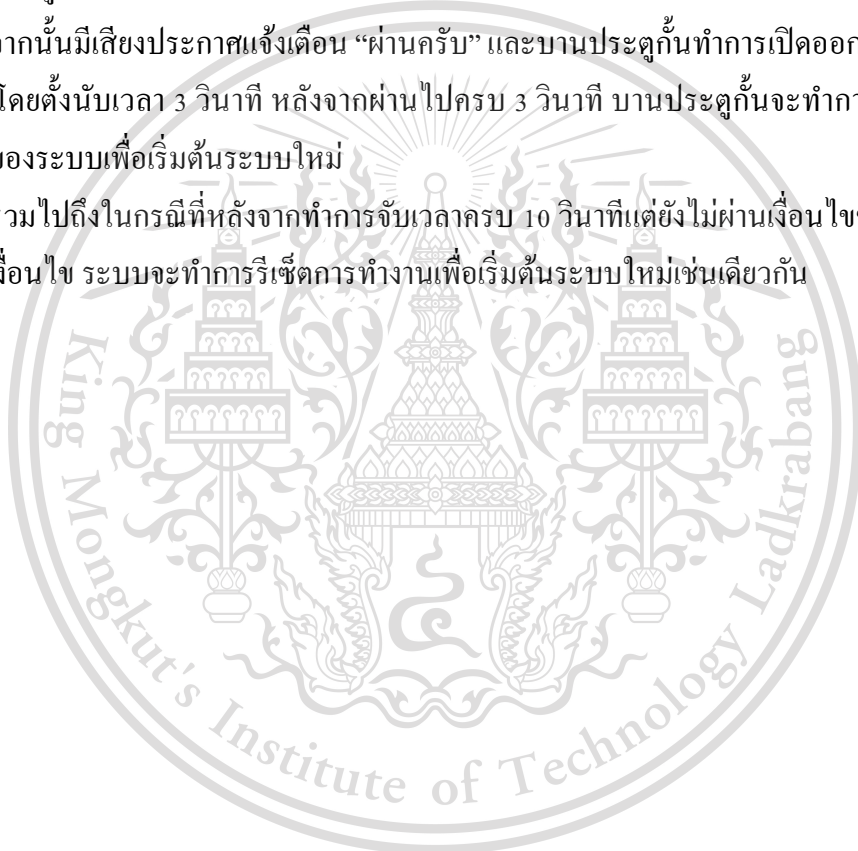 จากนั้นมีเสียงประกาศแจ้งเตือน “ผ่านครับ” และบานประตูกั้นทำการเปิดออก
โดยตั้งนับเวลา 3 วินาที หลังจากผ่านไปครบ 3 วินาที บานประตูกั้นจะทำกา
ของระบบเพื่อเริ่มต้นระบบใหม่
รวมไปถึงในกรณีที่หลังจากทำการจับเวลาครบ 10 วินาทีแต่ยังไม่ผ่านเงื่อนไข
งื่อนไข ระบบจะทำการรีเซ็ตการทำงานเพื่อเริ่มต้นระบบใหม่เช่นเดียวกัน
King Mongkut's Institute of Technology Ladkrabang